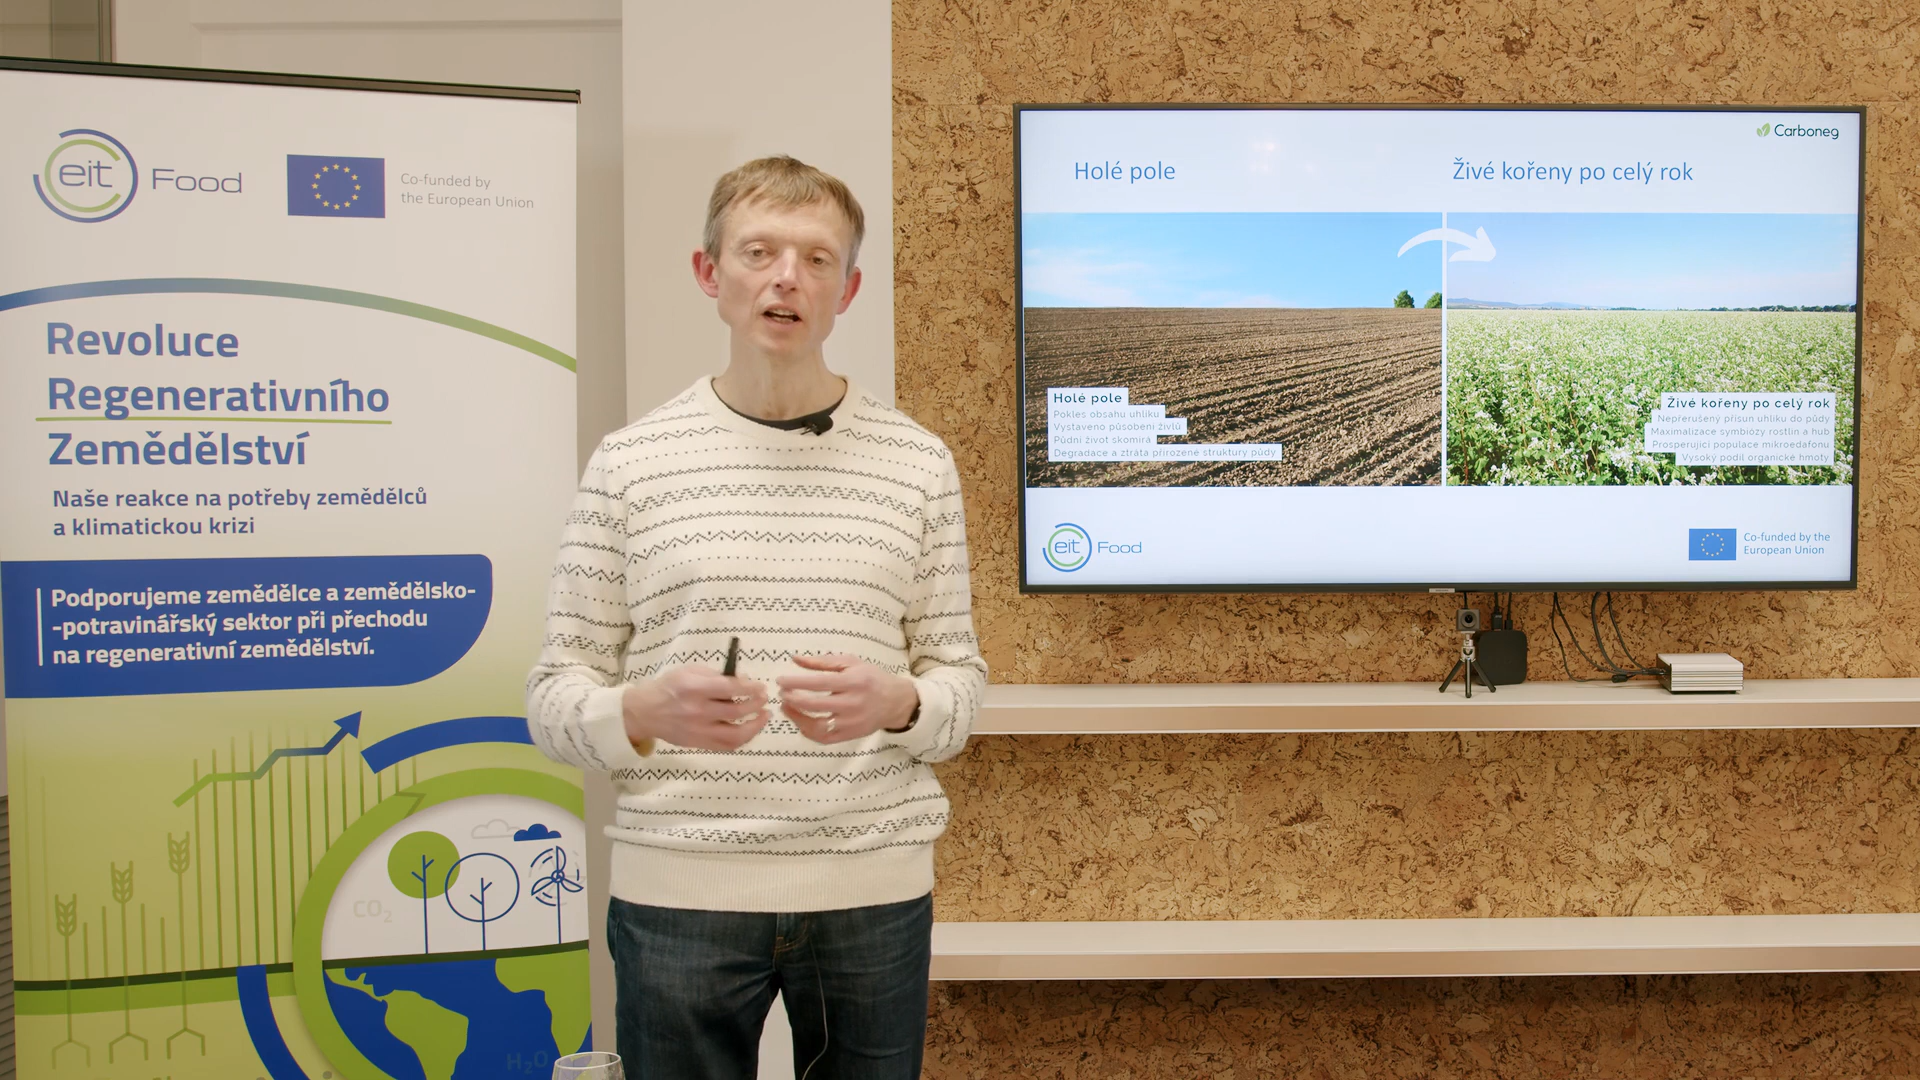 eit Food
Co-funded by
the European Union
Revoluce
Regenerativního
Zemědělství
Naše reakce na potřeby zemědělců
a klimatickou krizi
Podporujeme zemědělce a zemědělsko-
-potravinářský sektor při přechodu
na regenerativní zemědělství.
CO2
H2O
Carboneg
Holé pole
Živé kořeny po celý rok
Holé pole
Pokles obsahu uhlíku
Vystaveno působení živlů
Půdní život skomírá
Degradace a ztráta přirozené struktury půdy
Živé kořeny po celý rok
Nepřerušený přísun uhlíku do půdy
Maximalizace symbiózy rostlin a hub
Prosperující populace mikroedafonu
Vysoký podíl organické hmoty
eit Food
Co-funded by the
European Union